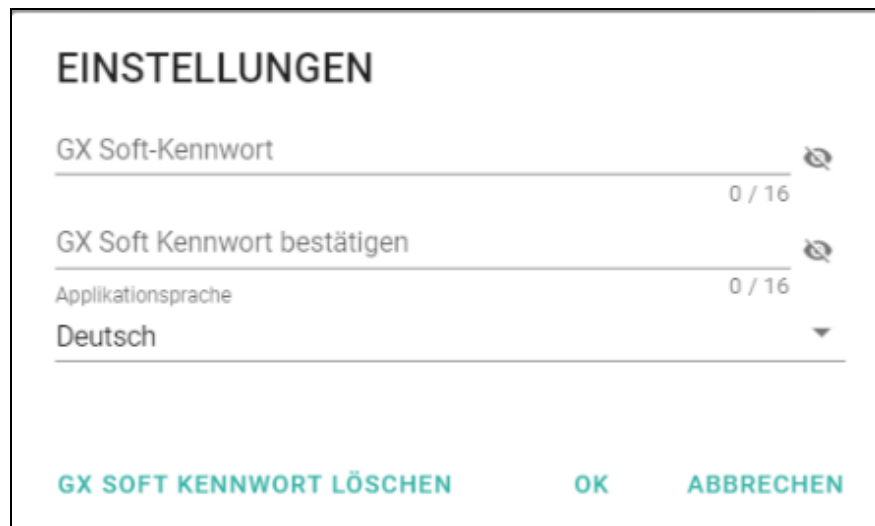 EINSTELLUNGEN
GX Soft-Kennwort
0 / 16
GX Soft Kennwort bestätigen
0 / 16
Applikationsprache
Deutsch
GX SOFT KENNWORT LÖSCHEN OK ABBRECHEN